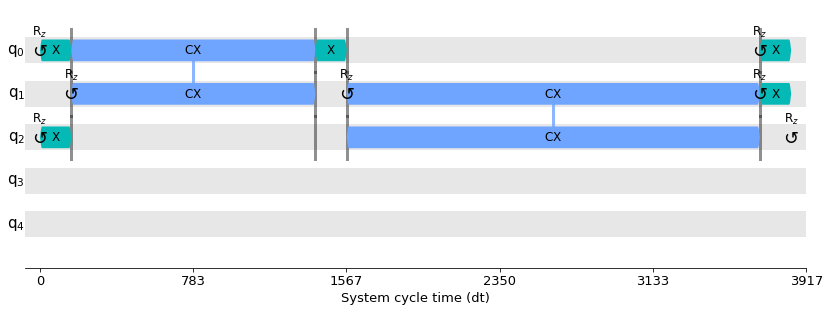 Rz Rz
q0 ↺ X CX X ↺ X
Rz Rz Rz
q1 ↺ CX ↺ CX ↺ X
Rz Rz
q2 ↺ X CX ↺
q3
q4
0 783 1567 2350 3133 3917
System cycle time (dt)